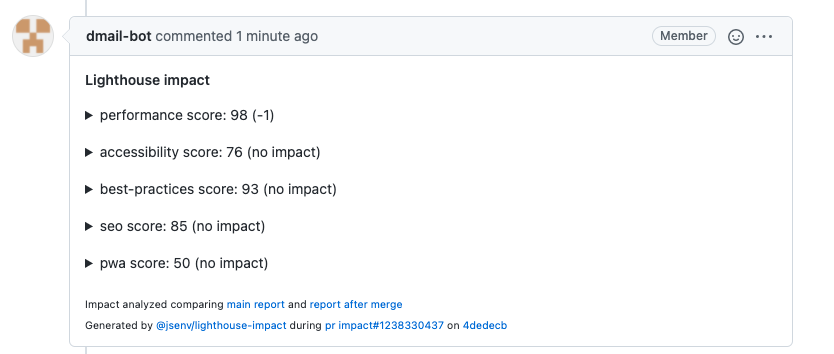 dmail-bot commented 1 minute ago Member
Lighthouse impact
performance score: 98 (-1)
accessibility score: 76 (no impact)
best-practices score: 93 (no impact)
seo score: 85 (no impact)
pwa score: 50 (no impact)
Impact analyzed comparing main report and report after merge
Generated by @jsenv/lighthouse-impact during pr impact#1238330437 on 4dedecb